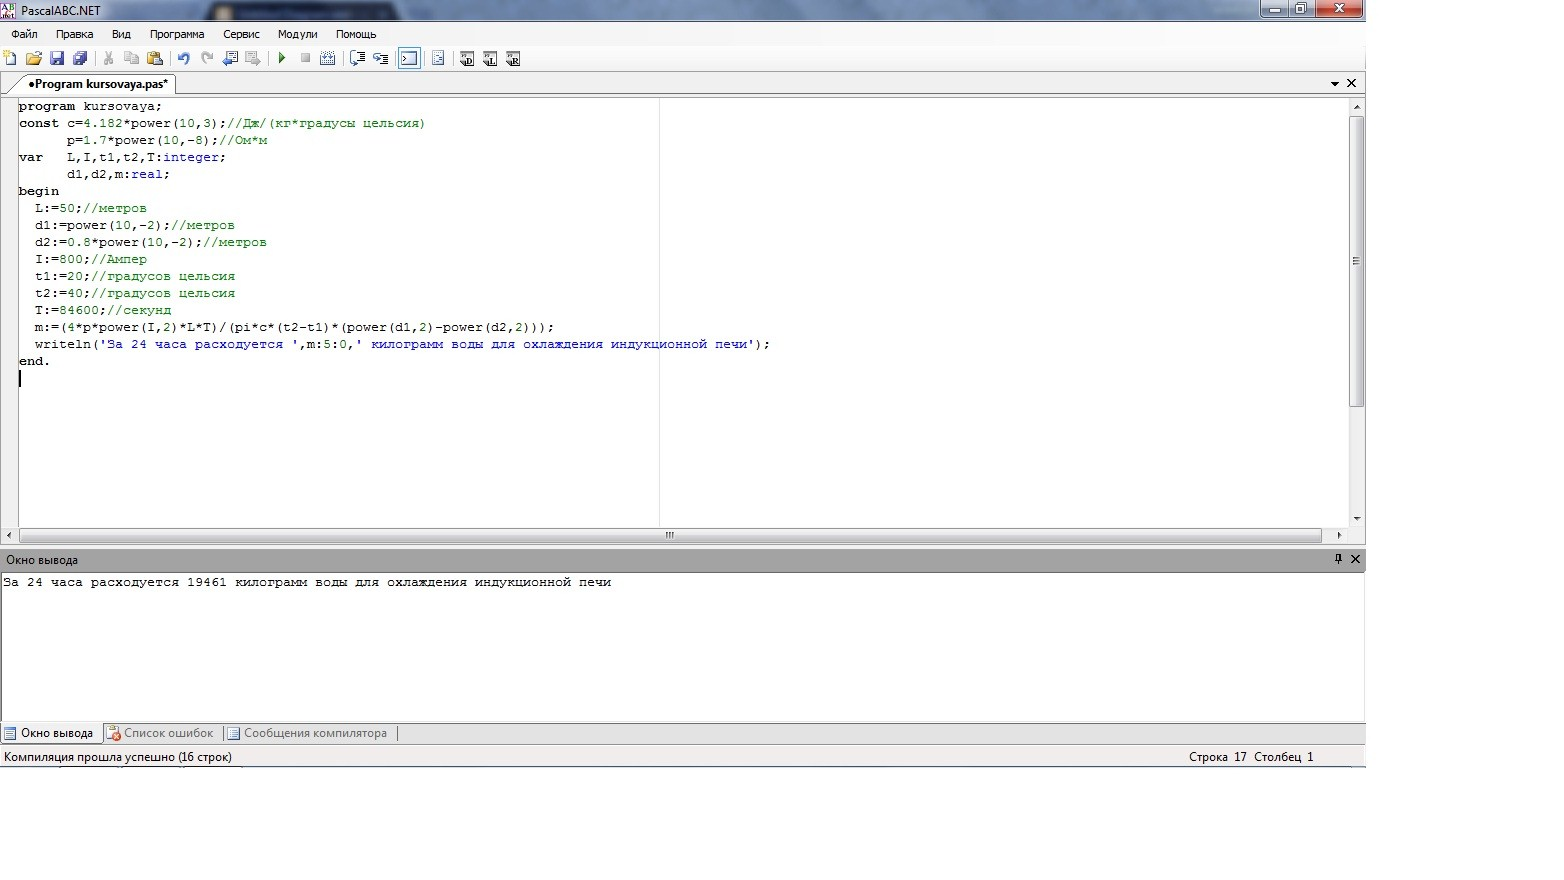 PascalABC.NET
Файл Правка Вид Программа Сервис Модули Помощь
•Program kursovaya.pas*
program kursovaya;
const c=4.182*power(10,3);//Дж/(кг*градусы цельсия)
p=1.7*power(10,-8);//Ом*м
var L,I,t1,t2,T:integer;
d1,d2,m:real;
begin
L:=50;//метров
d1:=power(10,-2);//метров
d2:=0.8*power(10,-2);//метров
I:=800;//Ампер
t1:=20;//градусов цельсия
t2:=40;//градусов цельсия
T:=84600;//секунд
m:=(4*p*power(I,2)*L*T)/(pi*c*(t2-t1)*(power(d1,2)-power(d2,2)));
writeln('За 24 часа расходуется ',m:5:0,' килограмм воды для охлаждения индукционной печи');
end.
Окно вывода
За 24 часа расходуется 19461 килограмм воды для охлаждения индукционной печи
Окно вывода Список ошибок Сообщения компилятора
Компиляция прошла успешно (16 строк) Строка 17 Столбец 1